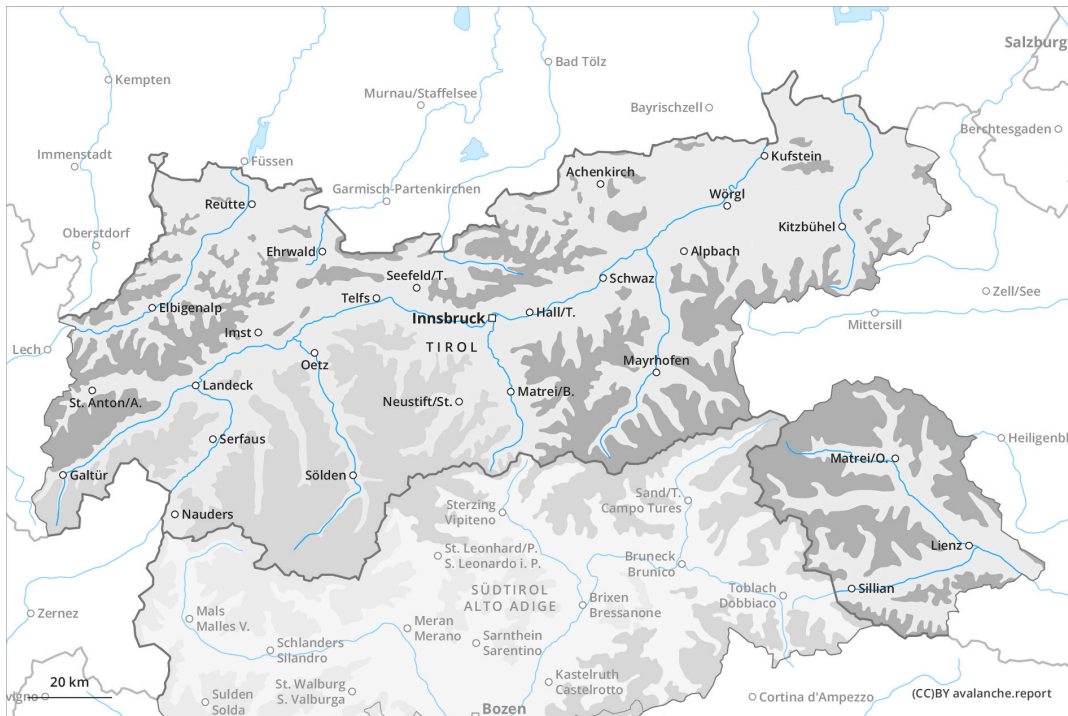 Salzburg
Bad Tölz
Kempten
Murnau/Staffelsee
Bayrischzell
Berchtesgaden
Immenstadt
Füssen
Kufstein
Achenkirch
Garmisch-Partenkirchen
Reutte
Wörgl
Kitzbühel
Oberstdorf
Ehrwald
Alpbach
Seefeld/T.
Schwaz
Zell/See
Telfs
Elbigenalp
Innsbruck
Hall/T.
Mittersill
Imst
TIROL
Lech
Oetz
Mayrhofen
Landeck
St. Anton/A.
Neustift/St.
Matrei/B.
Serfaus
Heiligenbl
Matrei/O.
Galtür
Sölden
Sand/T.
Campo Tures
Sterzing
Vipiteno
Nauders
Lienz
St. Leonhard/P.
S. Leonardo i. P.
Bruneck
Brunico
SÜDTIROL
ALTO ADIGE
Toblach
Dobbiaco
Sillian
Brixen
Bressanone
Zernez
Mals
Malles V.
Meran
Merano
Sarnthein
Sarentino
Schlanders
Silandro
Kastelruth
Castelrotto
20 km
St. Walburg
S. Valburga
Sulden
Solda
vigno
Cortina d'Ampezzo
(CC)BY avalanche.report
Bozen